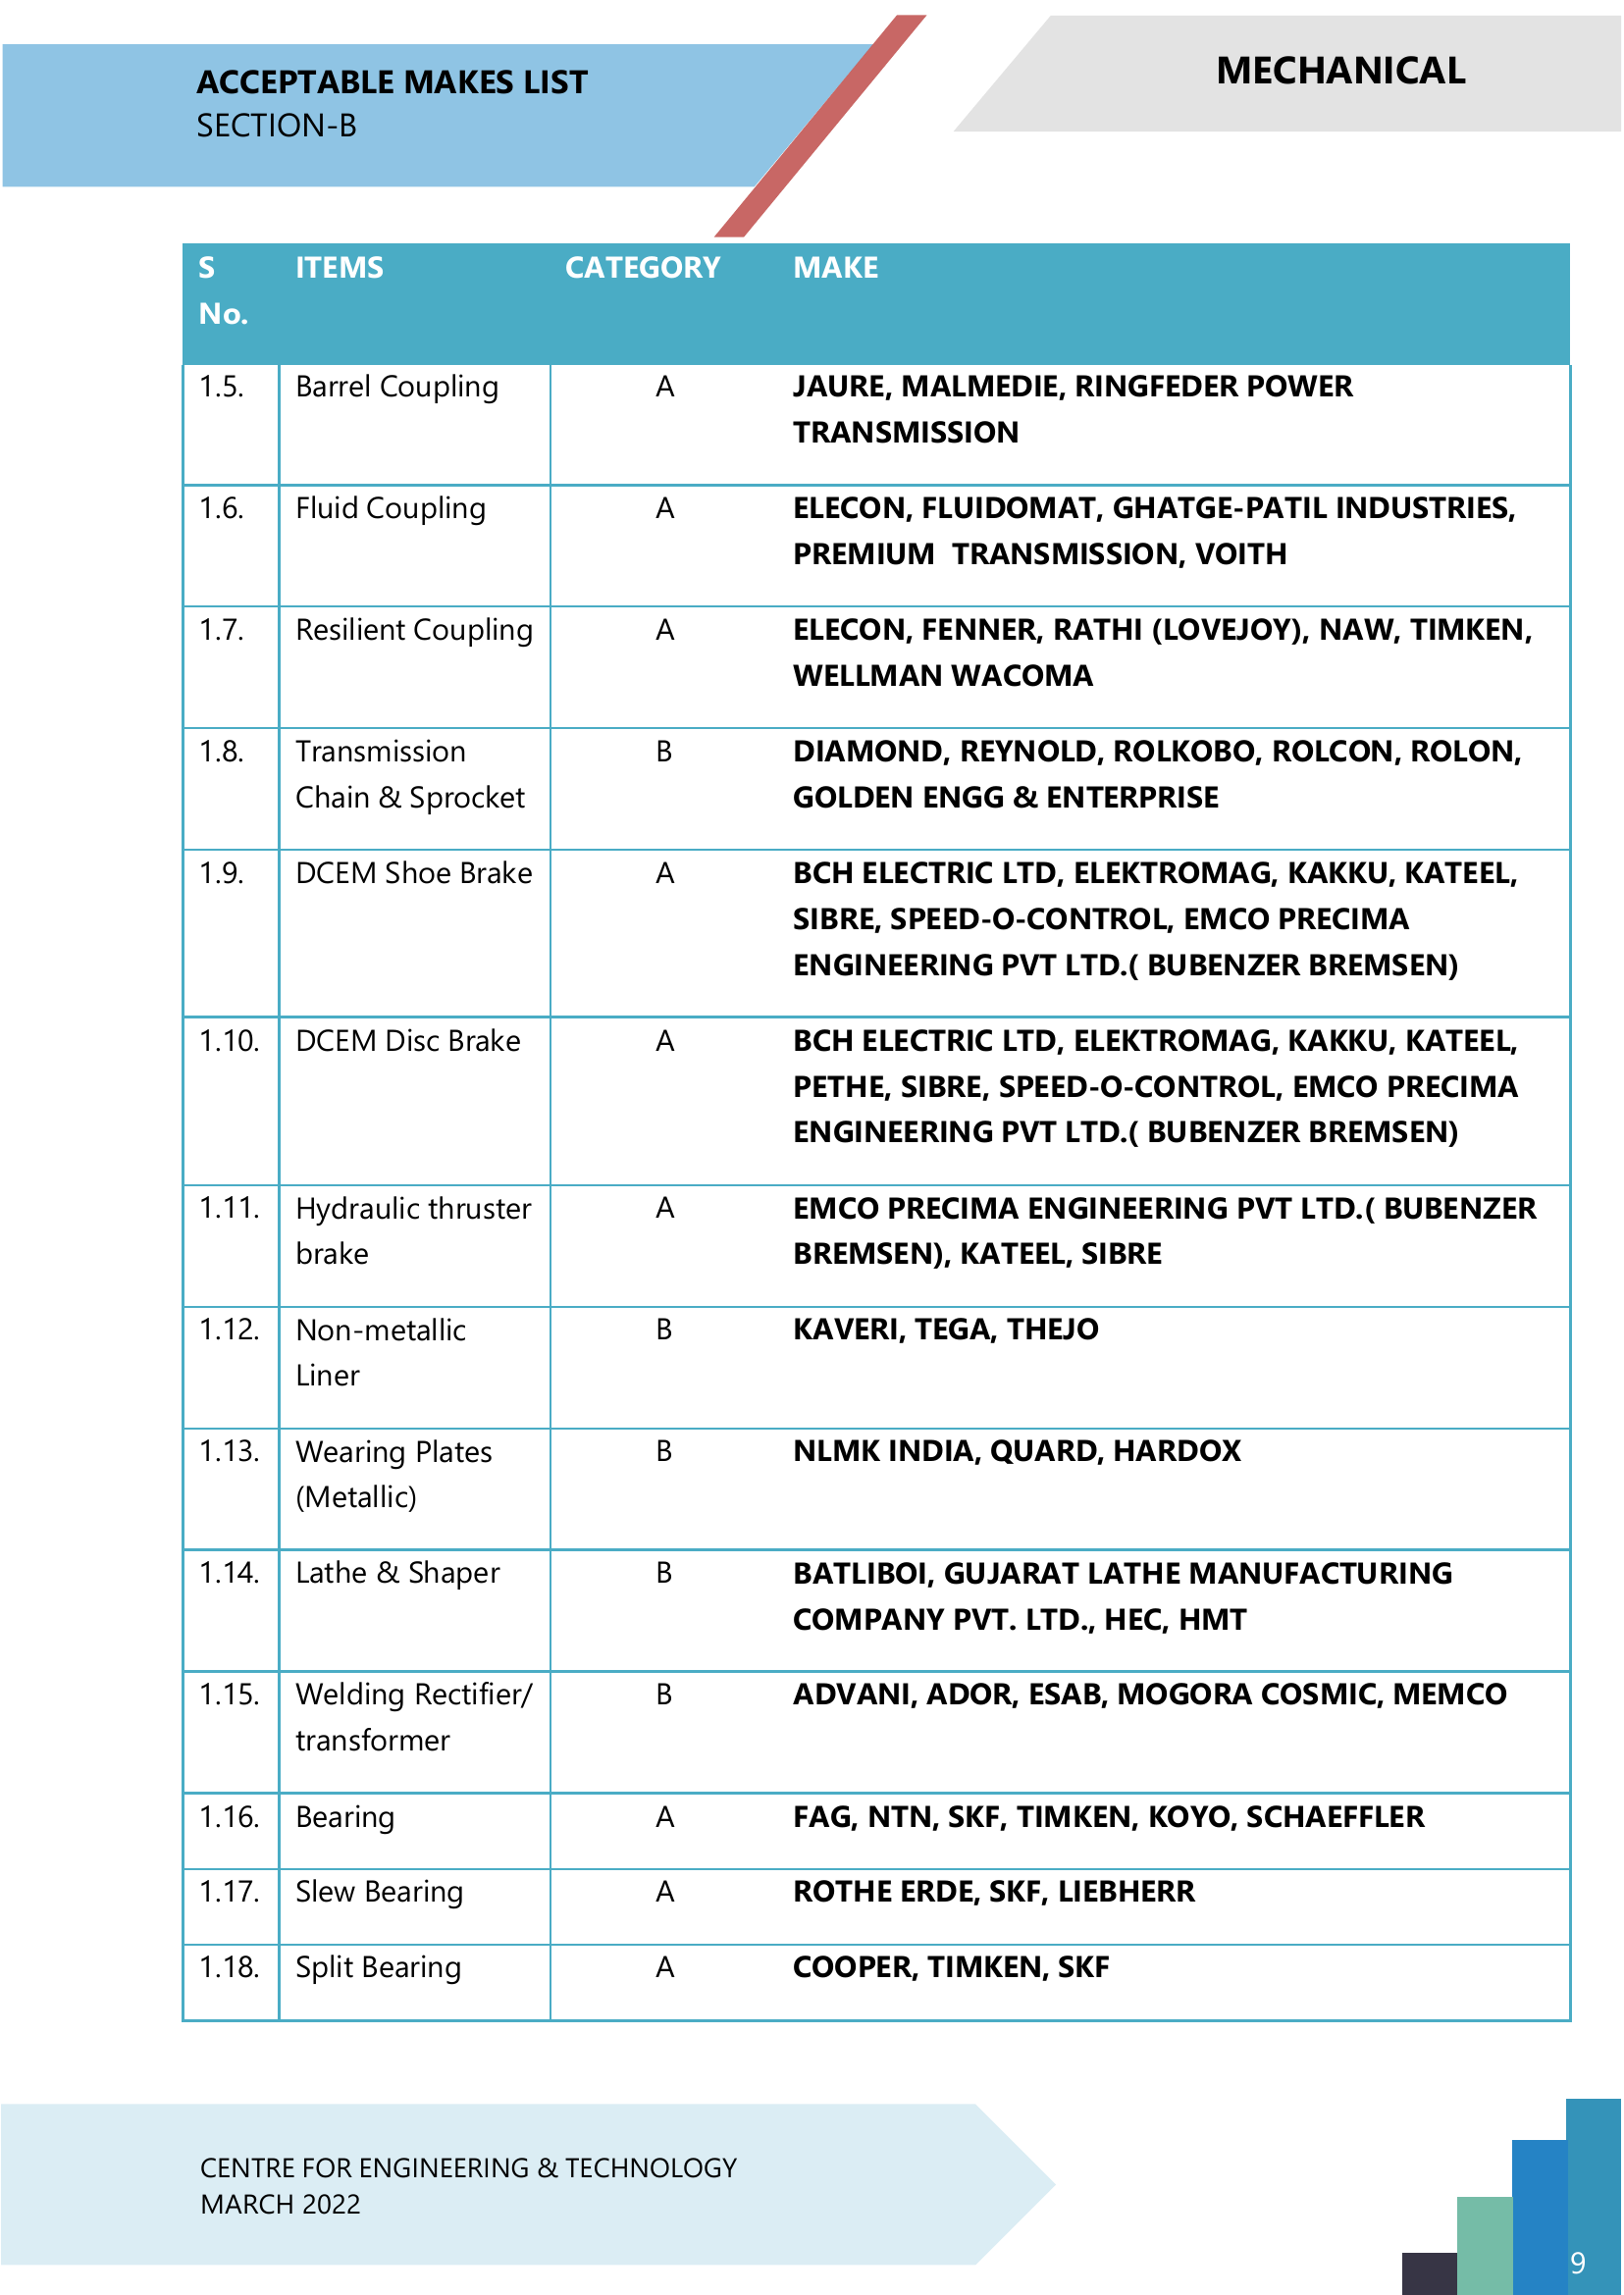 ACCEPTABLE MAKES LIST
SECTION-B
MECHANICAL
S No. ITEMS CATEGORY MAKE
1.5. Barrel Coupling A JAURE, MALMEDIE, RINGFEDER POWER
TRANSMISSION
1.6. Fluid Coupling A ELECON, FLUIDOMAT, GHATGE-PATIL INDUSTRIES,
PREMIUM  TRANSMISSION, VOITH
1.7. Resilient Coupling A ELECON, FENNER, RATHI (LOVEJOY), NAW, TIMKEN,
WELLMAN WACOMA
1.8. Transmission B DIAMOND, REYNOLD, ROLKOBO, ROLCON, ROLON,
Chain & Sprocket GOLDEN ENGG & ENTERPRISE
1.9. DCEM Shoe Brake A BCH ELECTRIC LTD, ELEKTROMAG, KAKKU, KATEEL,
SIBRE, SPEED-O-CONTROL, EMCO PRECIMA
ENGINEERING PVT LTD.( BUBENZER BREMSEN)
1.10. DCEM Disc Brake A BCH ELECTRIC LTD, ELEKTROMAG, KAKKU, KATEEL,
PETHE, SIBRE, SPEED-O-CONTROL, EMCO PRECIMA
ENGINEERING PVT LTD.( BUBENZER BREMSEN)
1.11. Hydraulic thruster A EMCO PRECIMA ENGINEERING PVT LTD.( BUBENZER
brake BREMSEN), KATEEL, SIBRE
1.12. Non-metallic B KAVERI, TEGA, THEJO
Liner
1.13. Wearing Plates B NLMK INDIA, QUARD, HARDOX
(Metallic)
1.14. Lathe & Shaper B BATLIBOI, GUJARAT LATHE MANUFACTURING
COMPANY PVT. LTD., HEC, HMT
1.15. Welding Rectifier/ B ADVANI, ADOR, ESAB, MOGORA COSMIC, MEMCO
transformer
1.16. Bearing A FAG, NTN, SKF, TIMKEN, KOYO, SCHAEFFLER
1.17. Slew Bearing A ROTHE ERDE, SKF, LIEBHERR
1.18. Split Bearing A COOPER, TIMKEN, SKF
CENTRE FOR ENGINEERING & TECHNOLOGY
MARCH 2022
9